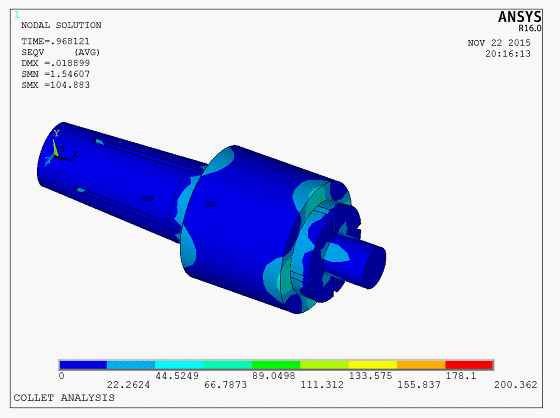 1
ANSYS
R16.0
NODAL SOLUTION
TIME=.968121
SEQV (AVG)
DMX =.018899
SMN =1.54607
SMX =104.883
NOV 22 2015
20:16:13
Y
X
Z
MN
MX
0 44.5249 89.0498 133.575 178.1
22.2624 66.7873 111.312 155.837 200.362
COLLET ANALYSIS